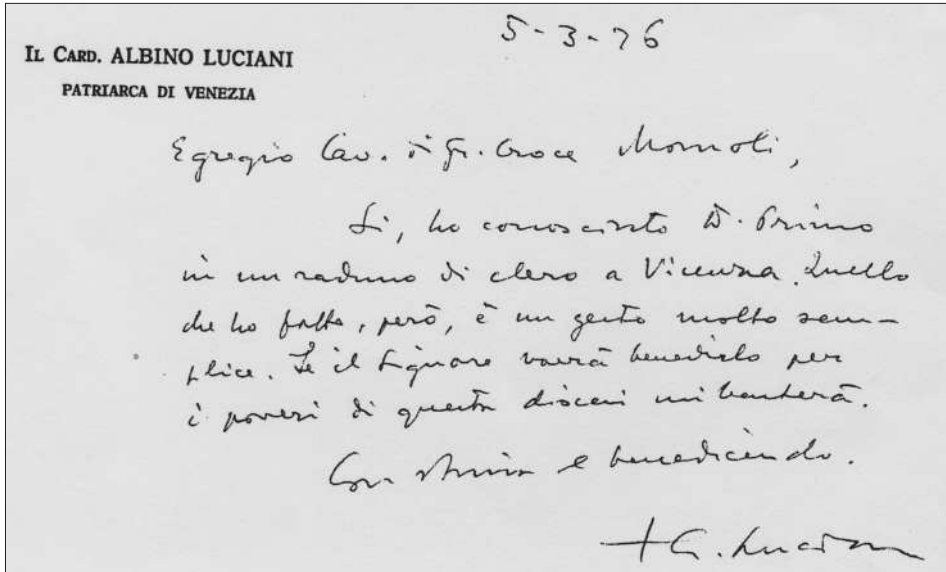 5-3-76
IL CARD. ALBINO LUCIANI
PATRIARCA DI VENEZIA
Egregio Cav. di Gr. Croce Momoli,
Sì, ho conosciuto D. Primo
in un raduno di clero a Vicenza. Quello
che ho fatto, però, è un gesto molto sem-
plice. Se il Signore vorrà benedirlo per
i poveri di questa diocesi mi basterà.
Con stima e benedicendo.
+ A. Luciani